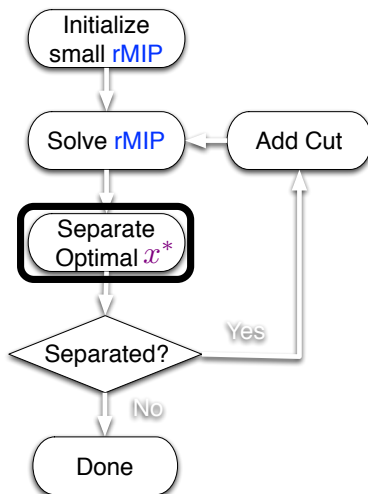 Initialize
small rMIP
Solve rMIP
Add Cut
Separate
Optimal x*
Separated?
Yes
No
Done